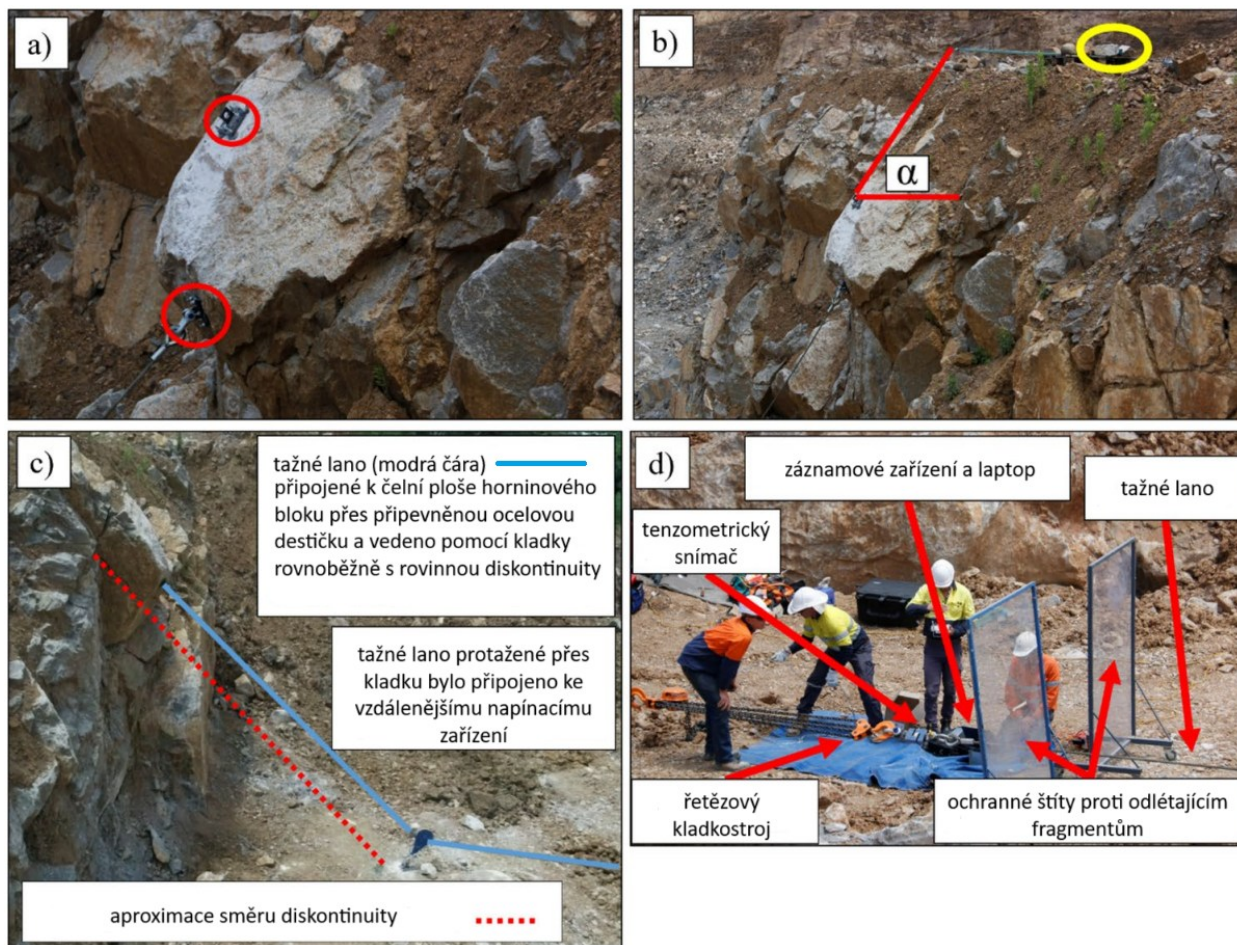 a)
b)
α
c)
tažné lano (modrá čára)
připojené k čelní ploše horninového
bloku přes připevněnou ocelovou
destičku a vedeno pomocí kladky
rovnoběžně s rovinnou diskontinuity
tažné lano protažené přes
kladku bylo připojeno ke
vzdálenějšímu napínacímu
zařízení
aproximace směru diskontinuity
d)
záznamové zařízení a laptop
tažné lano
tenzometrický
snímač
řetězový
kladkostroj
ochranné štíty proti odlétajícím
fragmentům